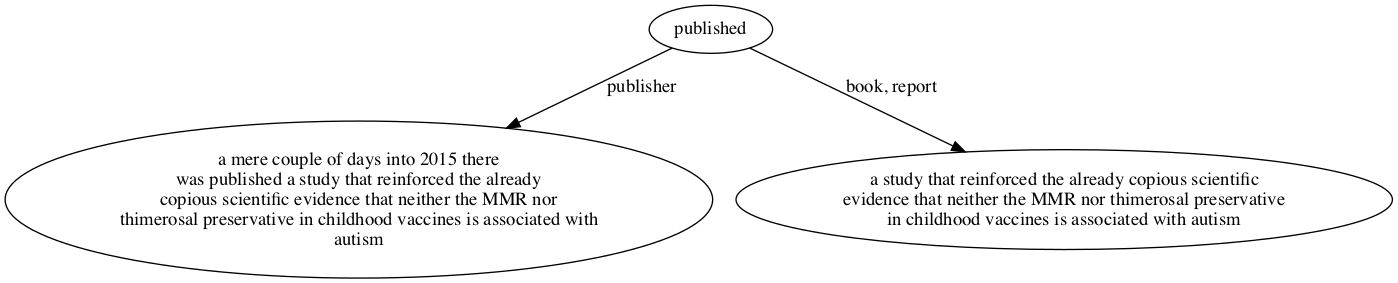 published
publisher
book, report
a mere couple of days into 2015 there
was published a study that reinforced the already
copious scientific evidence that neither the MMR nor
thimerosal preservative in childhood vaccines is associated with
autism
a study that reinforced the already copious scientific
evidence that neither the MMR nor thimerosal preservative
in childhood vaccines is associated with autism